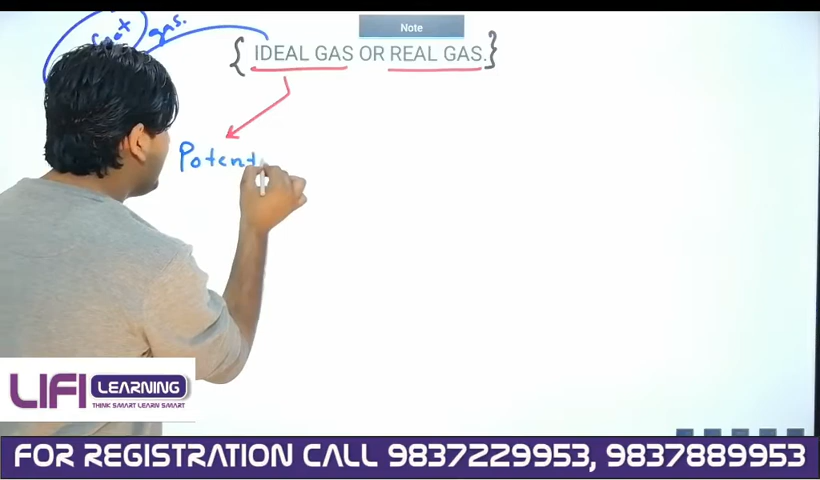 gas.
Note
{ IDEAL GAS OR REAL GAS. }
Potent
LIFI LEARNING
THINK SMART LEARN SMART
FOR REGISTRATION CALL 9837229953, 9837889953